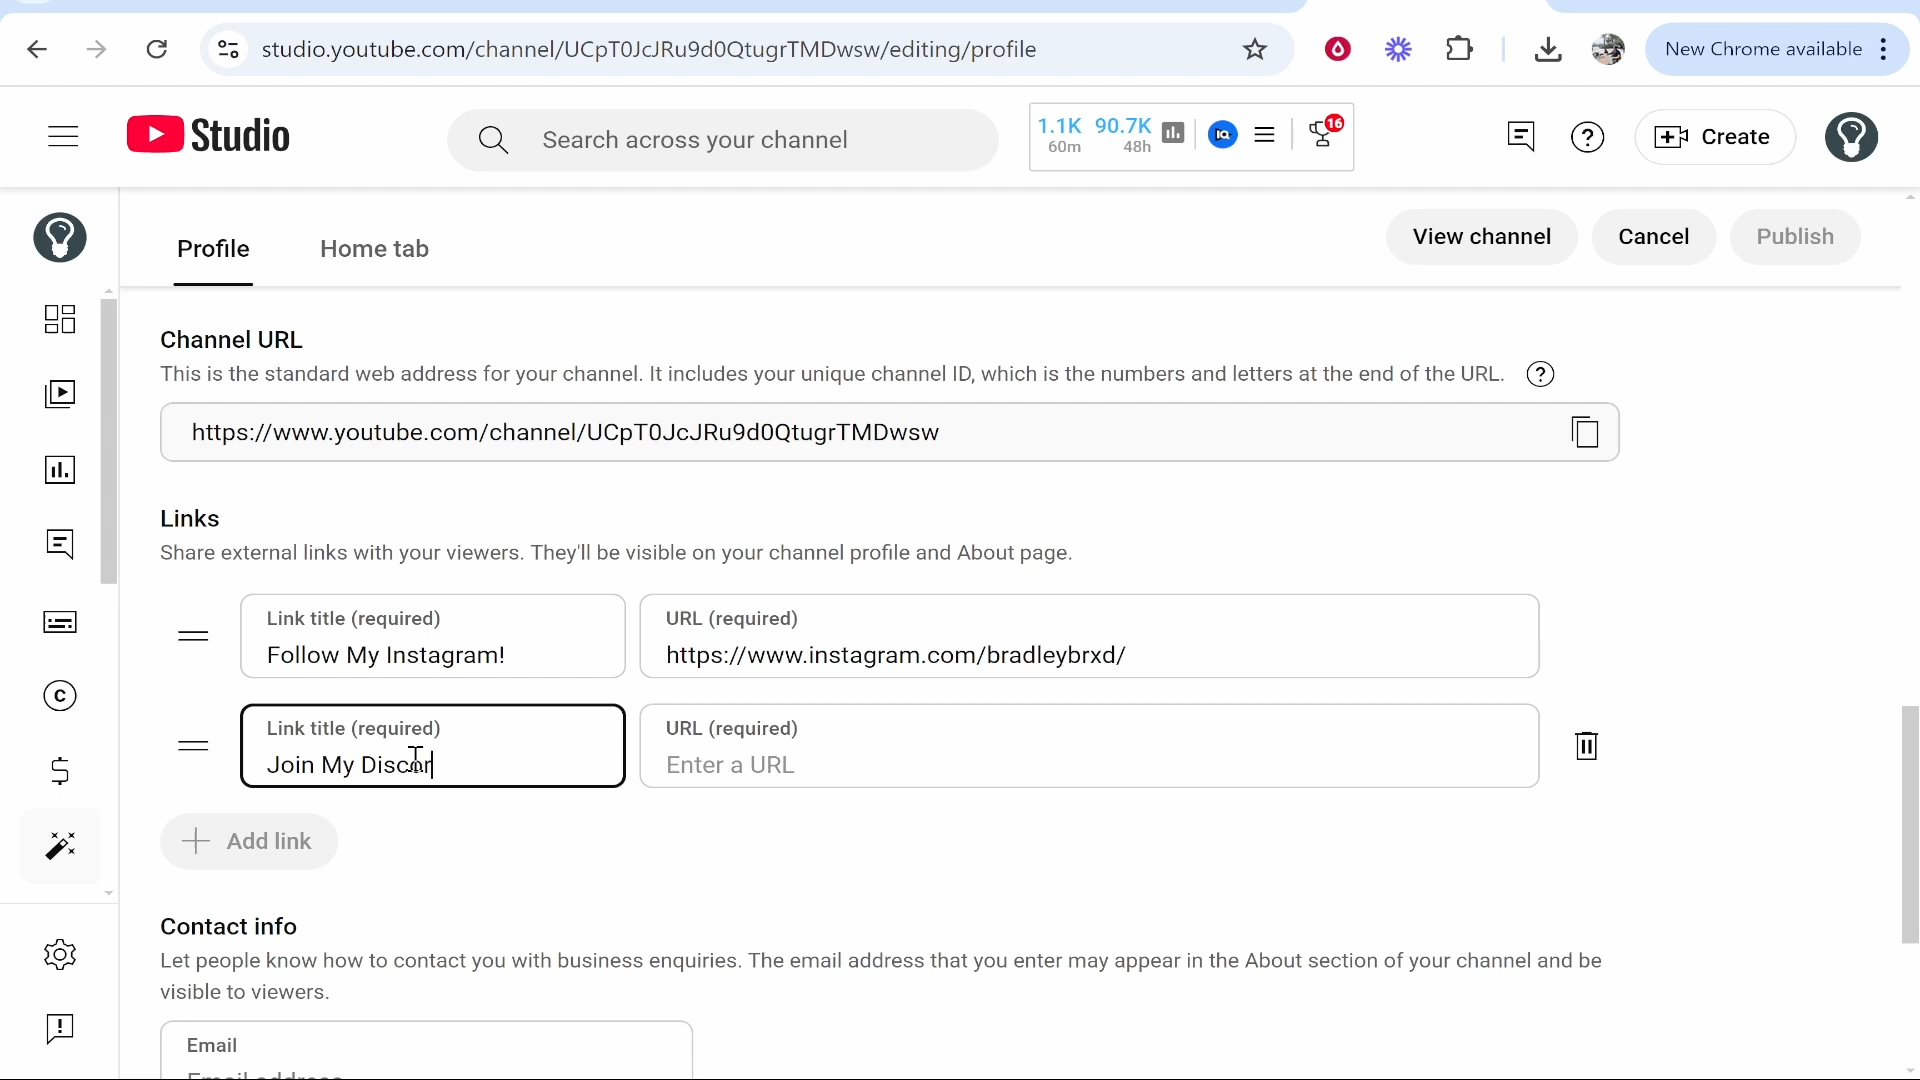 studio.youtube.com/channel/UCpT0JcJRu9d0QtugrTMDwsw/editing/profile
New Chrome available
Studio
Search across your channel
1.1K 90.7K
60m 48h
IQ
16
Create
Profile
Home tab
View channel
Cancel
Publish
Channel URL
This is the standard web address for your channel. It includes your unique channel ID, which is the numbers and letters at the end of the URL.
https://www.youtube.com/channel/UCpT0JcJRu9d0QtugrTMDwsw
Links
Share external links with your viewers. They'll be visible on your channel profile and About page.
Link title (required)
URL (required)
Follow My Instagram!
https://www.instagram.com/bradleybrxd/
Link title (required)
URL (required)
Join My Discor
Enter a URL
Add link
Contact info
Let people know how to contact you with business enquiries. The email address that you enter may appear in the About section of your channel and be
visible to viewers.
Email
Email address